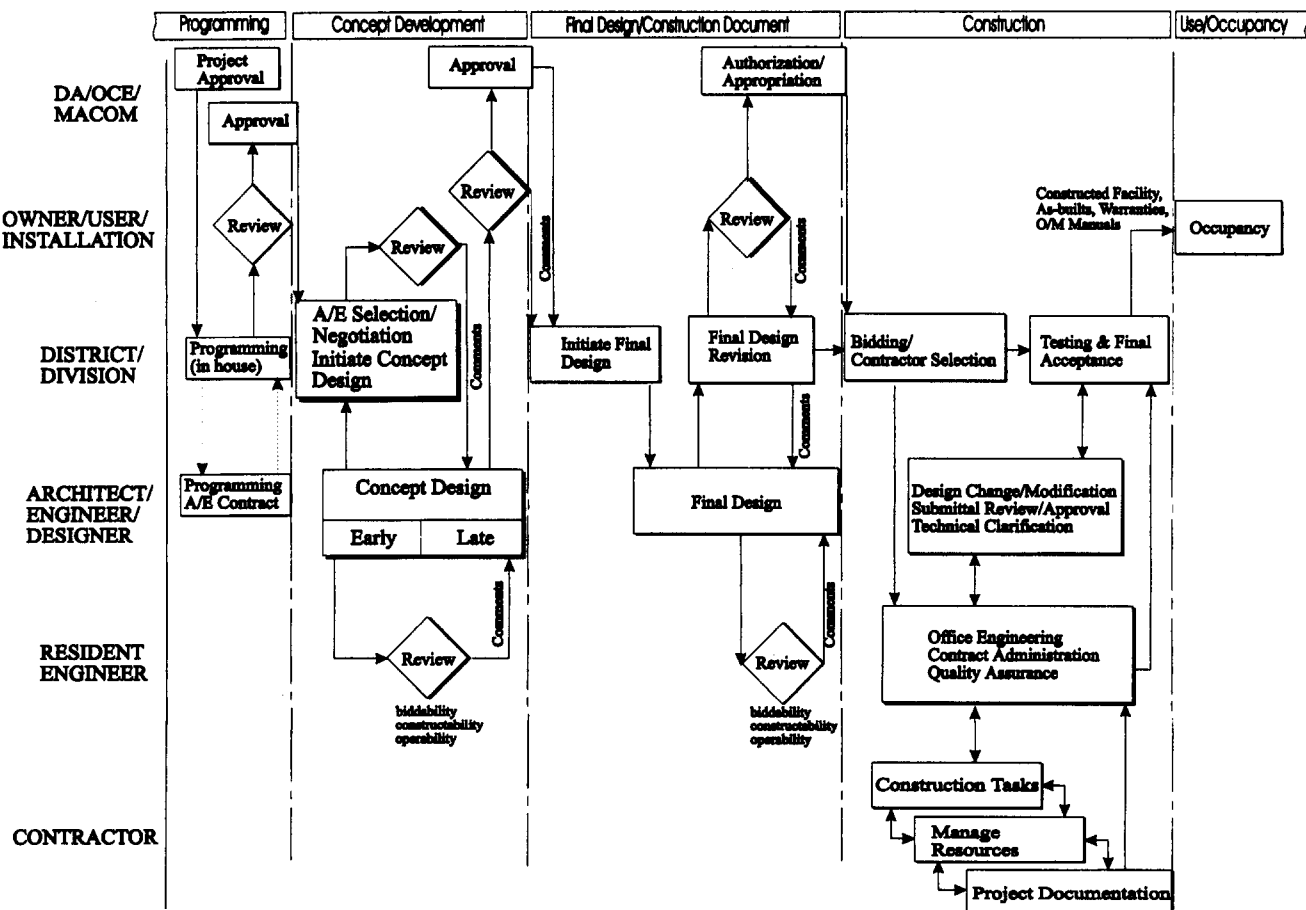 Programming
Concept Development
Final Design/Construction Document
Construction
Use/Occupancy
DA/OCE/
MACOM
Project
Approval
Approval
Approval
Authorization/
Appropriation
OWNER/USER/
INSTALLATION
Review
Review
Review
Comments
Review
Comments
Constructed Facility,
As-builts, Warranties,
O/M Manuals
Occupancy
DISTRICT/
DIVISION
Programming
(in house)
A/E Selection/
Negotiation
Initiate Concept
Design
Comments
Comments
Initiate Final
Design
Final Design
Revision
Bidding/
Contractor Selection
Testing & Final
Acceptance
ARCHITECT/
ENGINEER/
DESIGNER
Programming
A/E Contract
Concept Design
Early
Late
Final Design
Comments
Design Change/Modification
Submittal Review/Approval
Technical Clarification
RESIDENT
ENGINEER
Review
Comments
biddability
constructability
operability
Review
Comments
biddability
constructability
operability
Office Engineering
Contract Administration
Quality Assurance
CONTRACTOR
Construction Tasks
Manage
Resources
Project Documentation